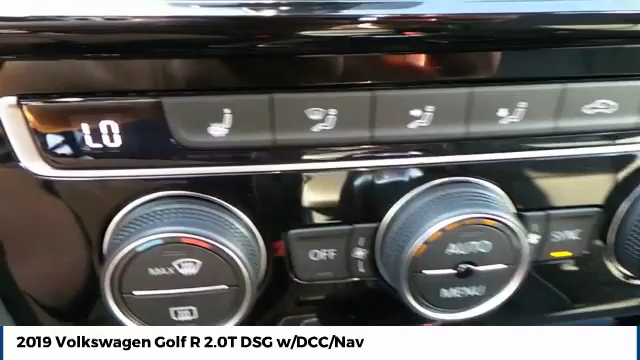 LO
MAX
OFF
AUTO
MENU
SYNC
2019 Volkswagen Golf R 2.0T DSG w/DCC/Nav